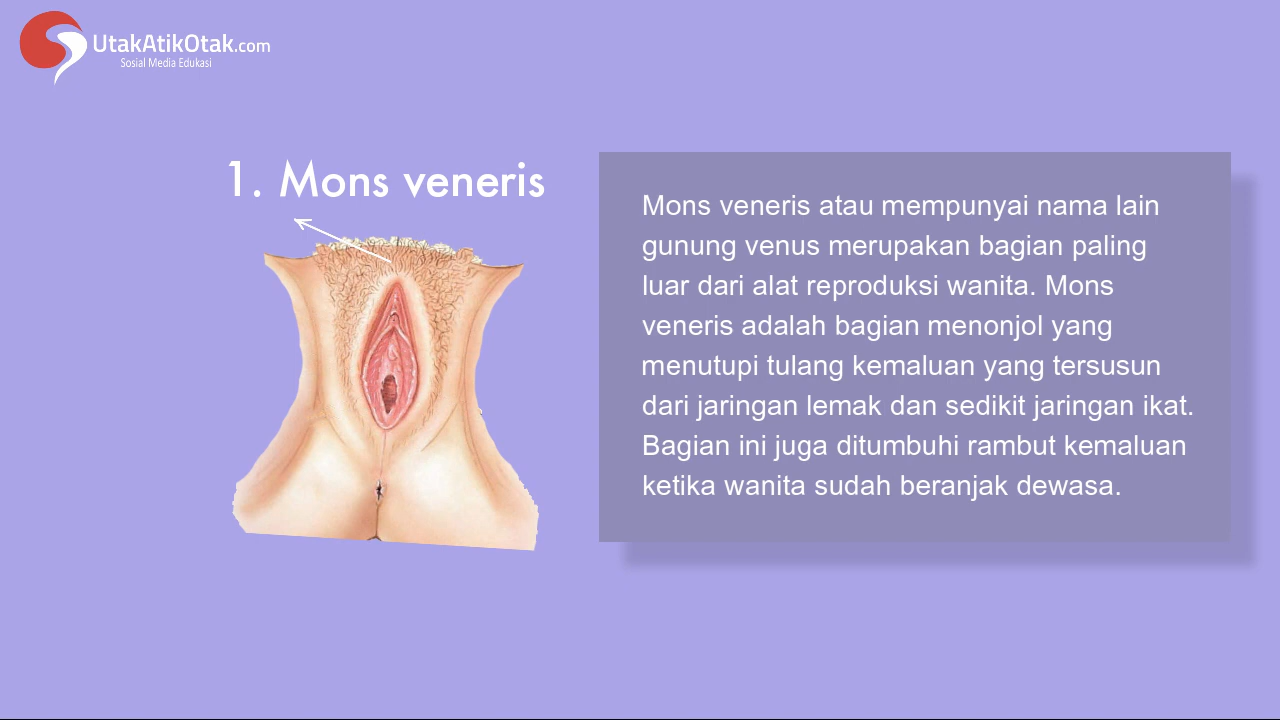 UtakAtikOtak.com
Sosial Media Edukasi
1. Mons veneris
Mons veneris atau mempunyai nama lain
gunung venus merupakan bagian paling
luar dari alat reproduksi wanita. Mons
veneris adalah bagian menonjol yang
menutupi tulang kemaluan yang tersusun
dari jaringan lemak dan sedikit jaringan ikat.
Bagian ini juga ditumbuhi rambut kemaluan
ketika wanita sudah beranjak dewasa.